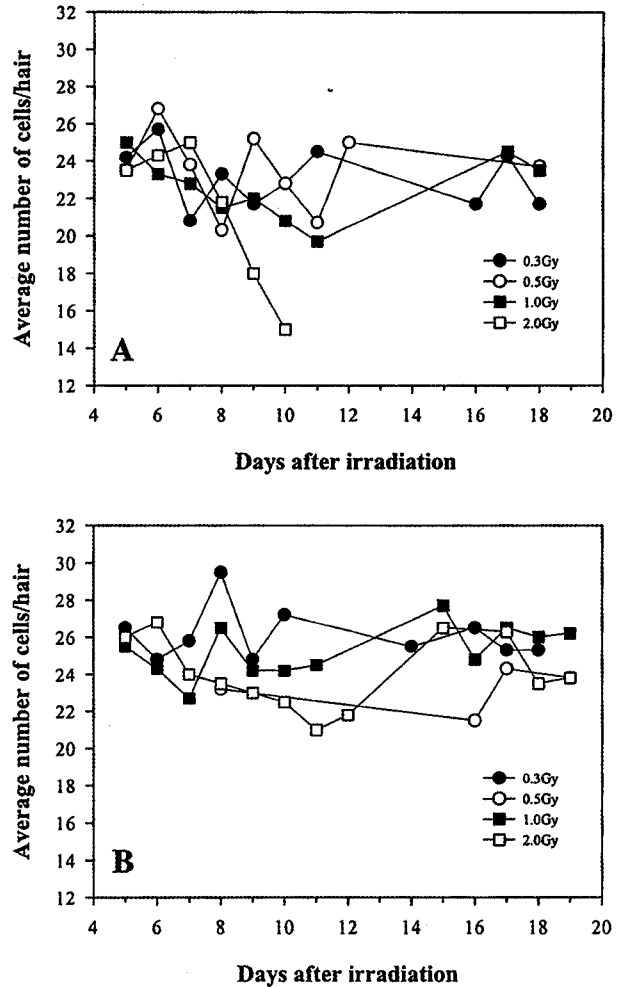 32
30
28
26
24
22
20
18
16
14
12
Average number of cells/hair
0.3Gy
0.5Gy
1.0Gy
2.0Gy
A
4 6 8 10 12 14 16 18 20
Days after irradiation
32
30
28
26
24
22
20
18
16
14
12
Average number of cells/hair
0.3Gy
0.5Gy
1.0Gy
2.0Gy
B
4 6 8 10 12 14 16 18 20
Days after irradiation